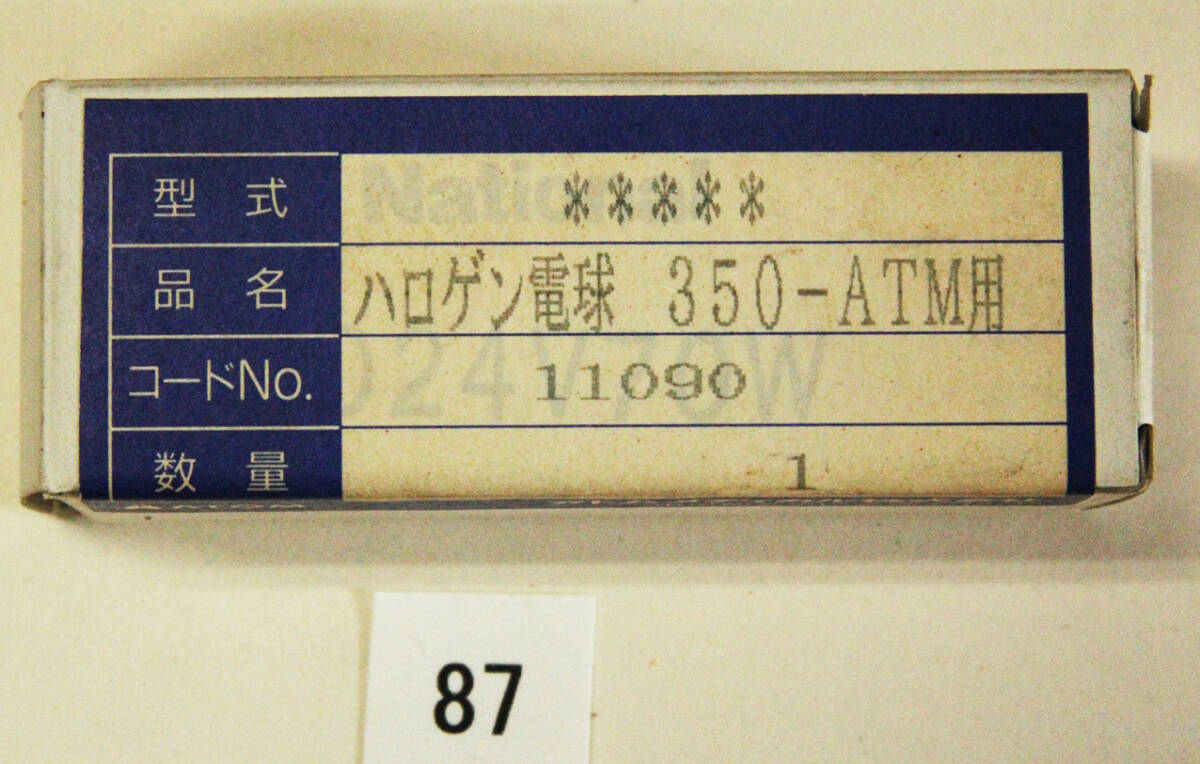 型式 *****
品名 ハロゲン電球 350-ATM用
コードNo. 11090
数量 1
ATOM
87